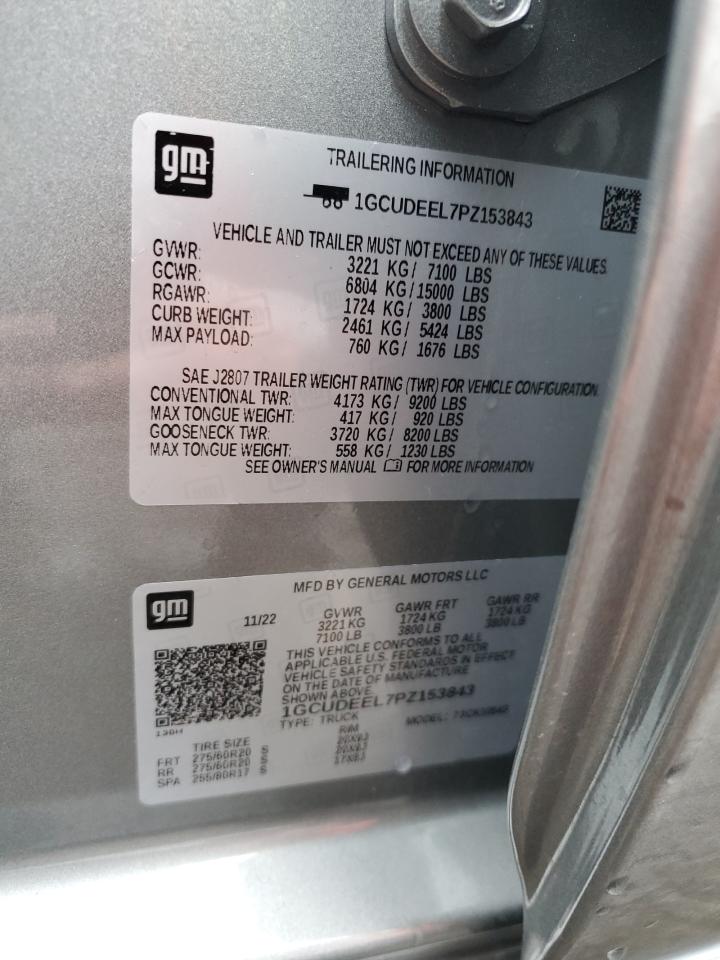 gm
TRAILERING INFORMATION
1GCUDEEL7PZ153843
VEHICLE AND TRAILER MUST NOT EXCEED ANY OF THESE VALUES.
GVWR: 3221 KG/ 7100 LBS
GCWR: 6804 KG/ 15000 LBS
RGAWR: 1724 KG/ 3800 LBS
CURB WEIGHT: 2461 KG/ 5424 LBS
MAX PAYLOAD: 760 KG/ 1676 LBS
SAE J2807 TRAILER WEIGHT RATING (TWR) FOR VEHICLE CONFIGURATION.
CONVENTIONAL TWR: 4173 KG/ 9200 LBS
MAX TONGUE WEIGHT: 417 KG/ 920 LBS
GOOSENECK TWR: 3720 KG/ 8200 LBS
MAX TONGUE WEIGHT: 558 KG/ 1230 LBS
SEE OWNER'S MANUAL FOR MORE INFORMATION
gm
MFD BY GENERAL MOTORS LLC
11/22 GVWR GAWR FRT GAWR RR
3221 KG 1724 KG 1724 KG
7100 LB 3800 LB 3800 LB
THIS VEHICLE CONFORMS TO ALL
APPLICABLE U.S. FEDERAL MOTOR
VEHICLE SAFETY STANDARDS IN EFFECT
ON THE DATE OF MANUFACTURE
SHOWN ABOVE.
1GCUDEEL7PZ153843
TYPE: TRUCK MODEL:
TIRE SIZE RIM
FRT 275/60R20 S 20X9J
RR 275/60R20 S 20X9J
SPA 255/80R17 S 17X8J